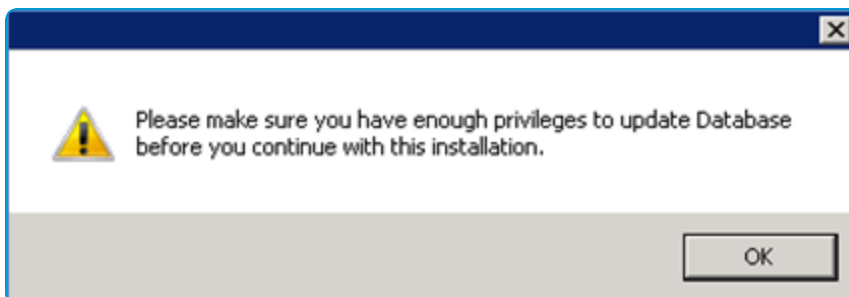 Please make sure you have enough privileges to update Database
before you continue with this installation.
OK